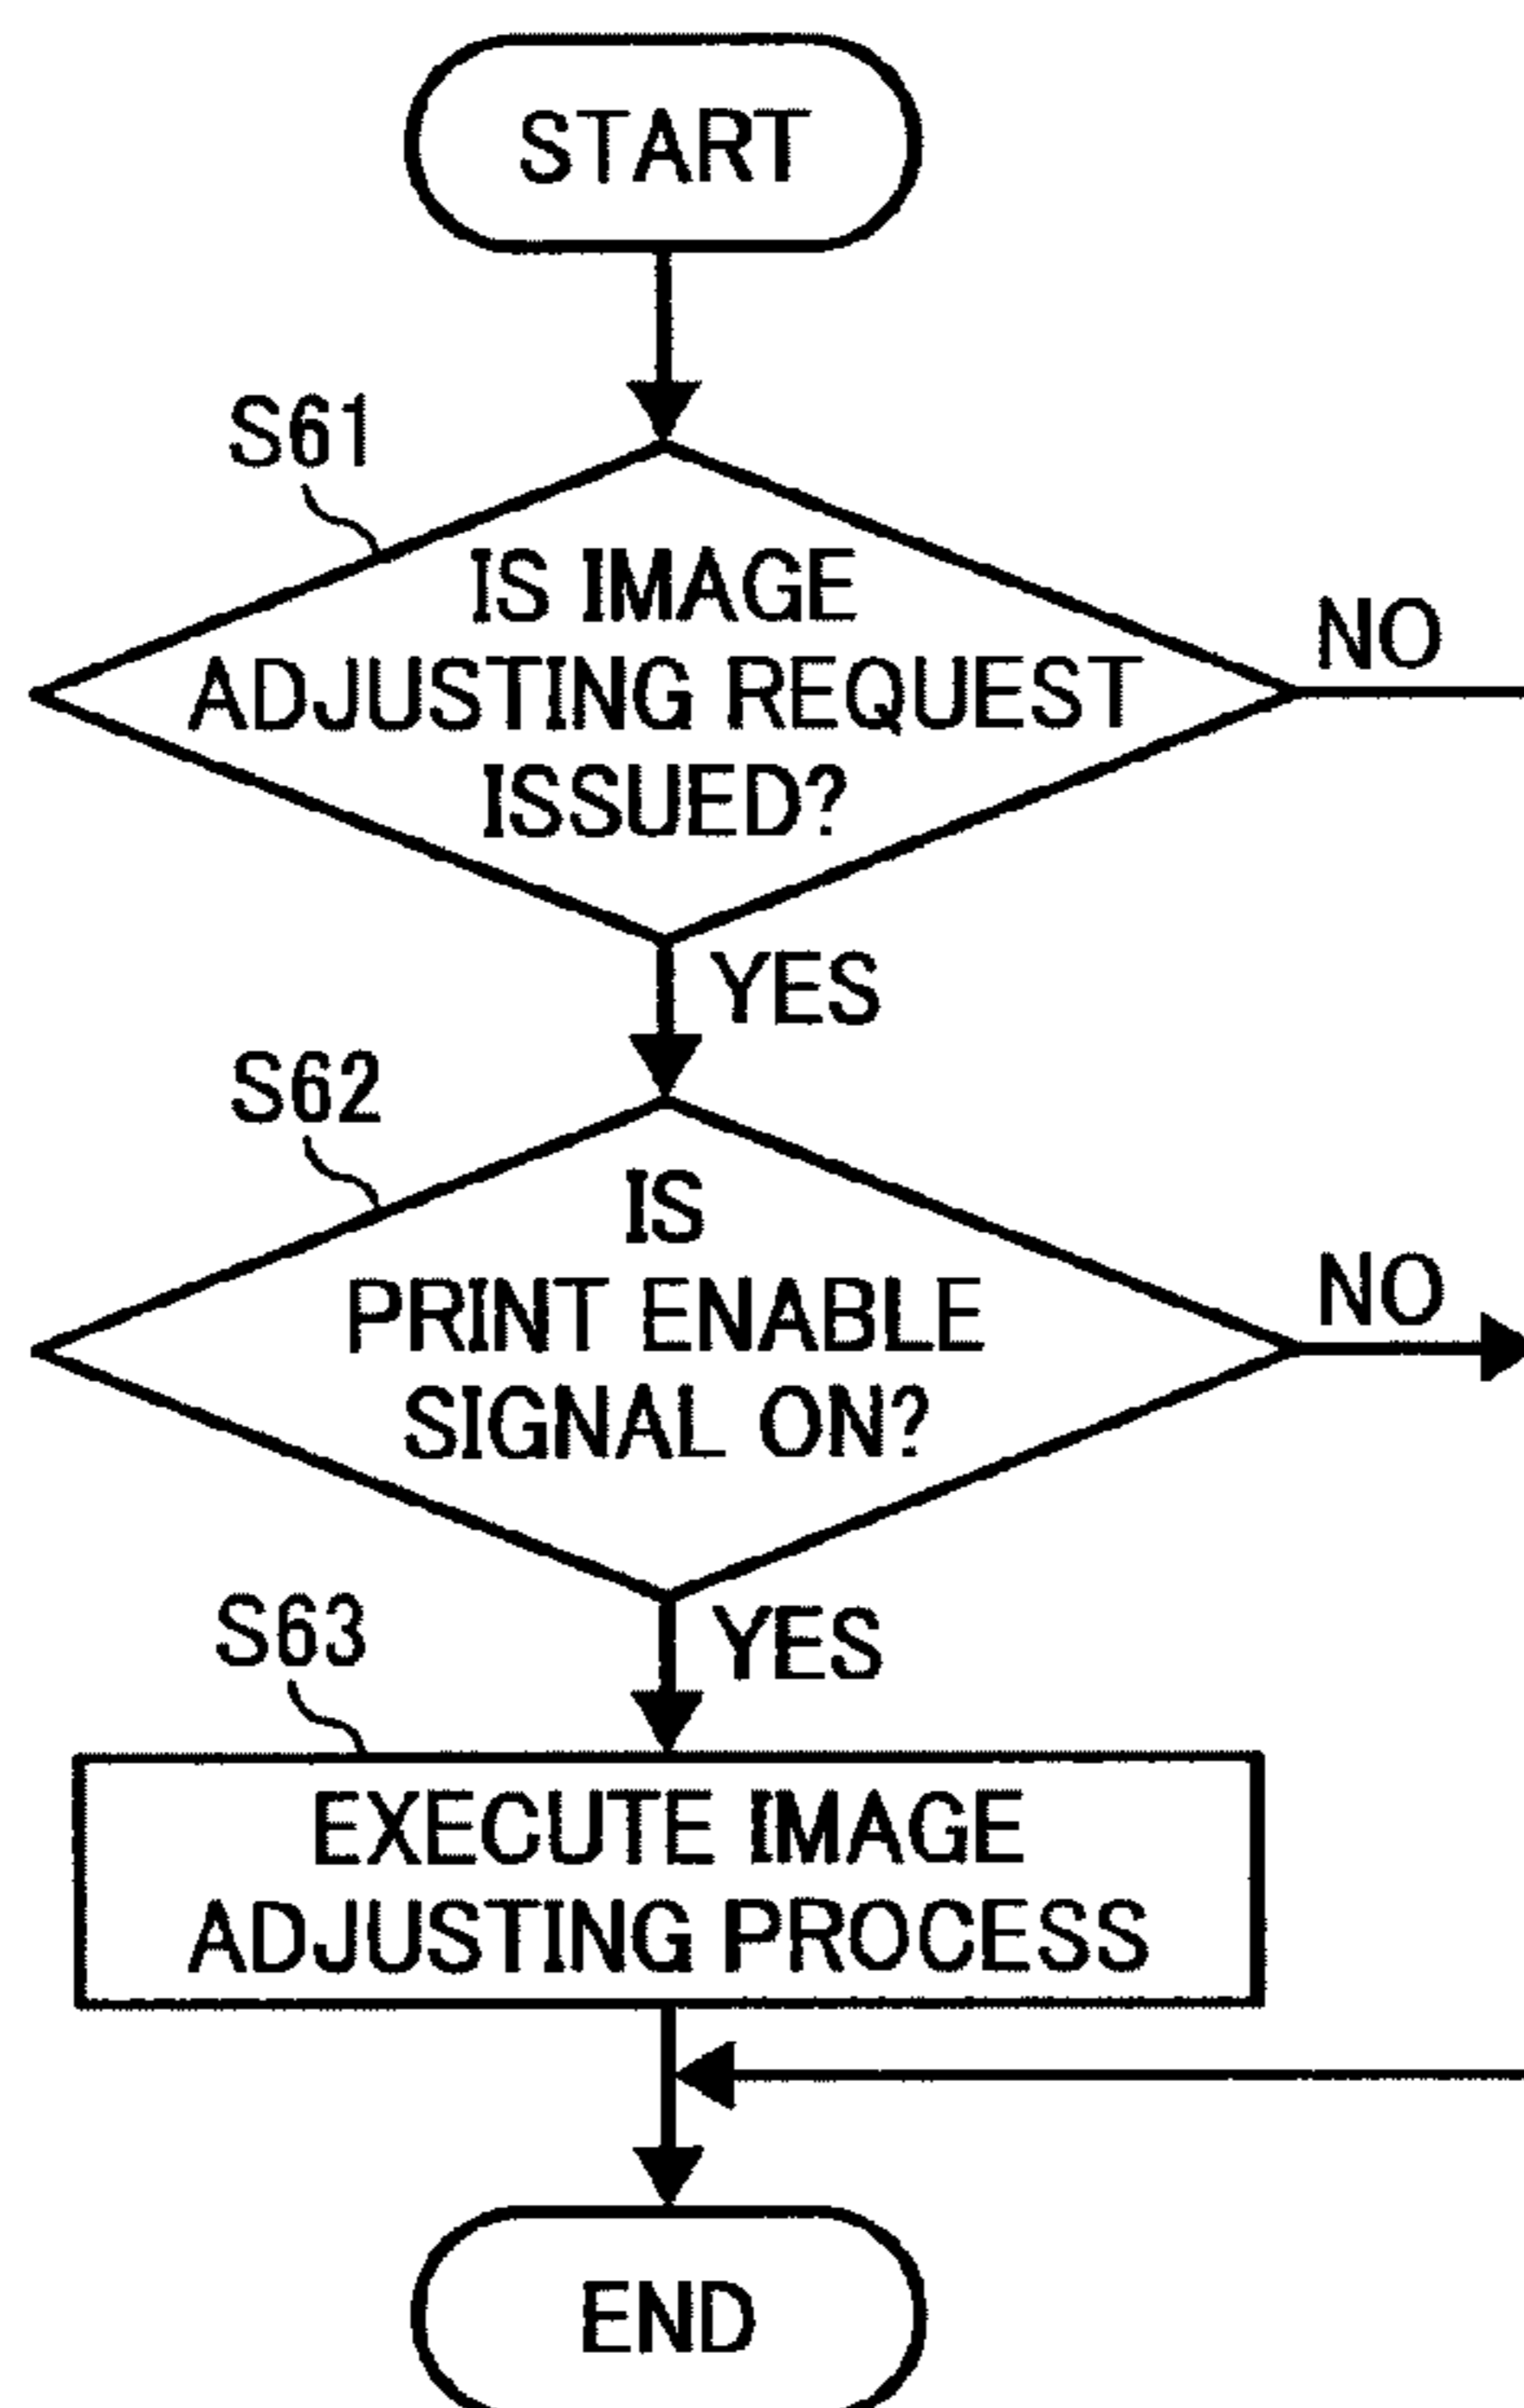 START
S61
IS IMAGE
ADJUSTING REQUEST
ISSUED?
NO
YES
S62
IS
PRINT ENABLE
SIGNAL ON?
NO
YES
S63
EXECUTE IMAGE
ADJUSTING PROCESS
END